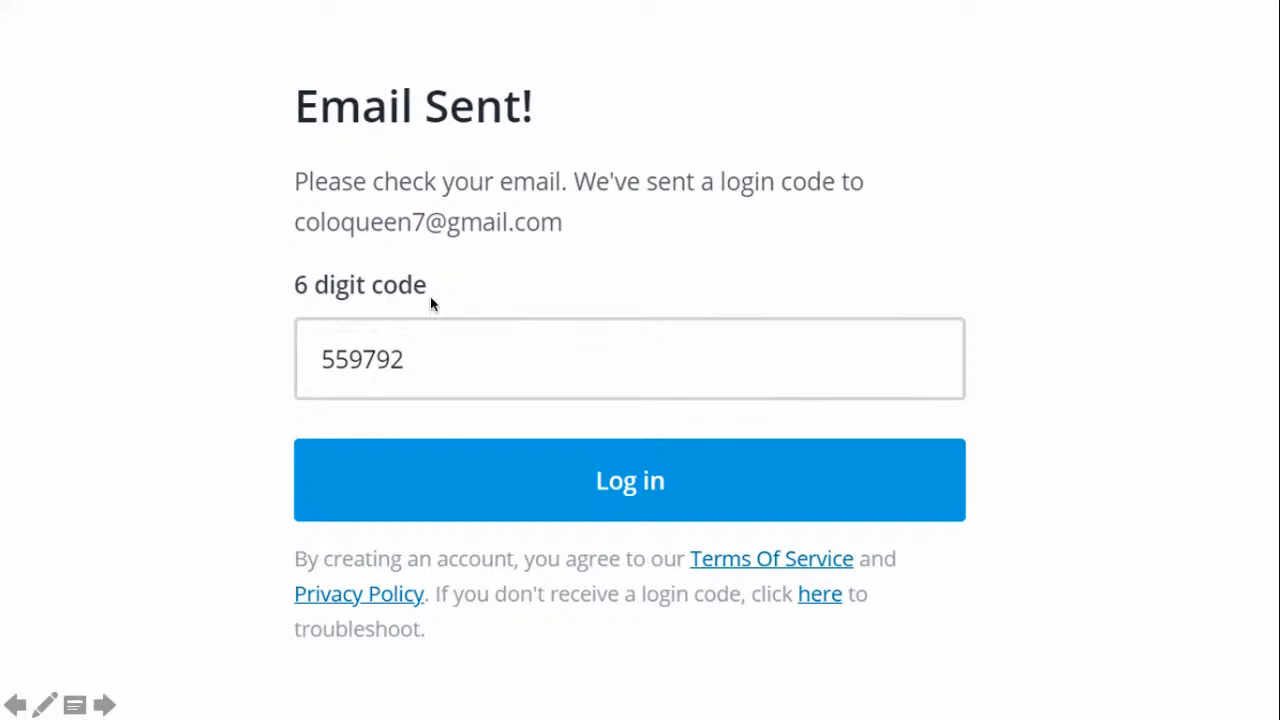 Email Sent!
Please check your email. We've sent a login code to
coloqueen7@gmail.com
6 digit code
559792
Log in
By creating an account, you agree to our Terms Of Service and
Privacy Policy. If you don't receive a login code, click here to
troubleshoot.